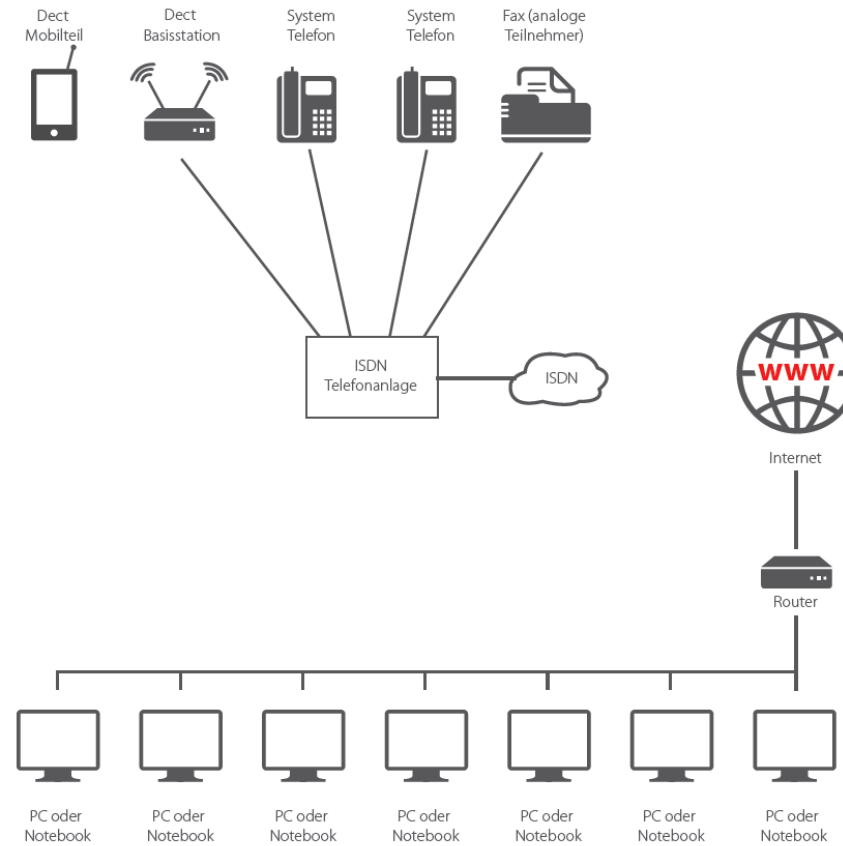 Dect
Mobilteil
Dect
Basisstation
System
Telefon
System
Telefon
Fax (analoge
Teilnehmer)
ISDN
Telefonanlage
ISDN
WWW
Internet
Router
PC oder
Notebook
PC oder
Notebook
PC oder
Notebook
PC oder
Notebook
PC oder
Notebook
PC oder
Notebook
PC oder
Notebook